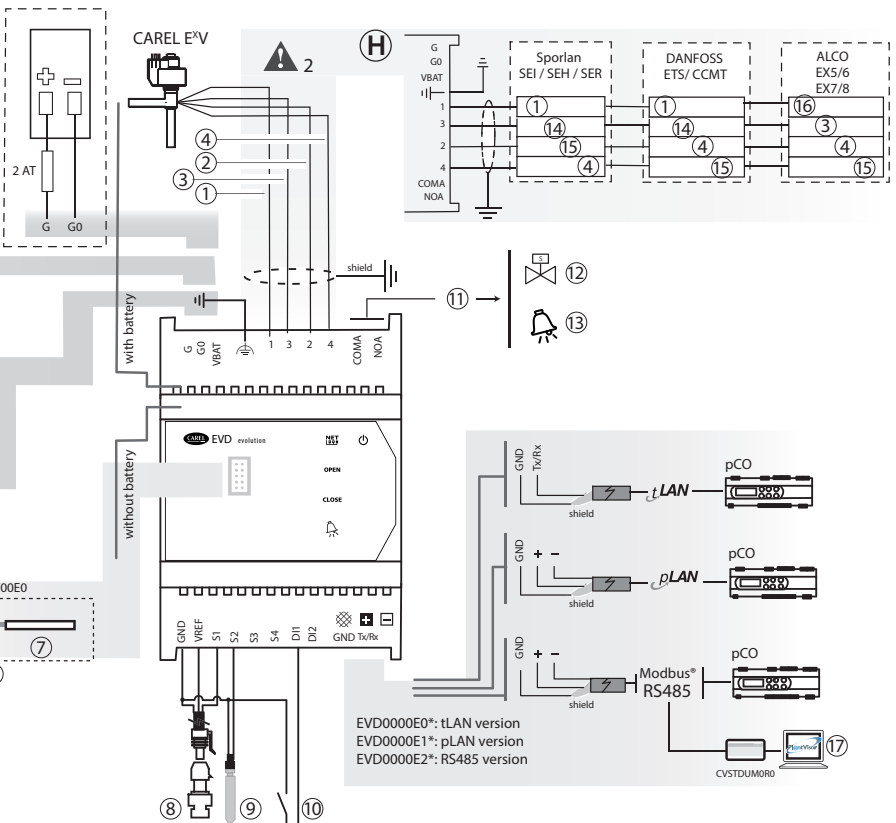 CAREL EXV
2
H
G
G0
VBAT
1
3
2
4
COMA
NOA
Sporlan
SEI / SEH / SER
1
14
15
4
DANFOSS
ETS/ CCMT
1
14
4
15
ALCO
EX5/6
EX7/8
16
3
4
15
2 AT
G G0
4
2
3
1
shield
11
12
S
13
with battery
without battery
G
G0
VBAT
1 3 2 4
COMA
NOA
CAREL EVD evolution
NET
OPEN
CLOSE
00E0
7
GND
VREF
S1
S2
S3
S4
DI1
DI2
GND Tx/Rx
8
9
10
GND
Tx/Rx
shield
tLAN
pCO
GND
+ −
shield
pLAN
pCO
GND
+ −
shield
Modbus®
RS485
pCO
EVD0000E0*: tLAN version
EVD0000E1*: pLAN version
EVD0000E2*: RS485 version
CVSTDUM0R0
PlantVisor
17